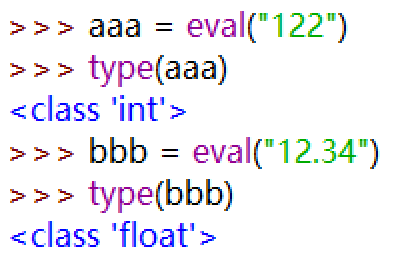 >>> aaa = eval("122")
>>> type(aaa)
<class 'int'>
>>> bbb = eval("12.34")
>>> type(bbb)
<class 'float'>